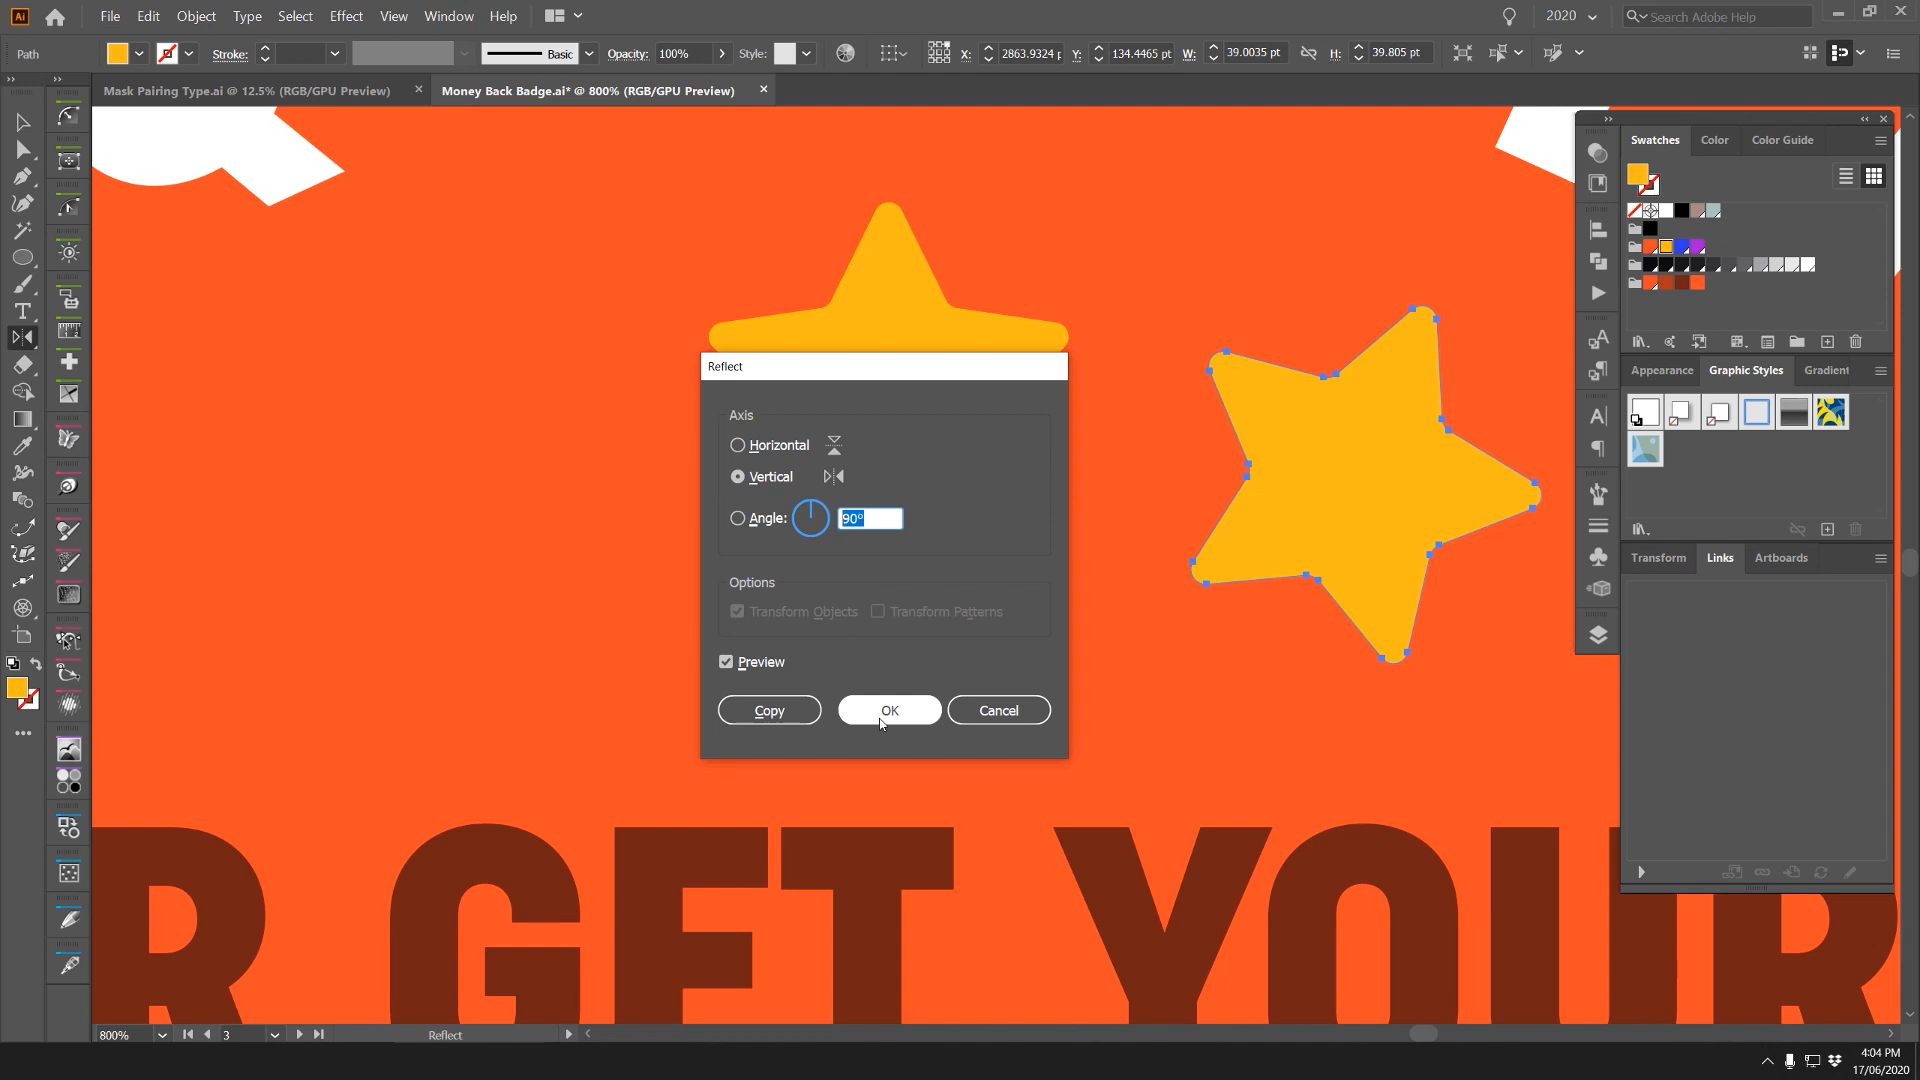 Ai File Edit Object Type Select Effect View Window Help 2020 Search Adobe Help
Path Stroke: Basic Opacity: 100% Style: X: 2863.9324 p Y: 134.4465 pt W: 39.0035 pt H: 39.805 pt
Mask Pairing Type.ai @ 12.5% (RGB/GPU Preview) Money Back Badge.ai* @ 800% (RGB/GPU Preview)
Swatches Color Color Guide
Appearance Graphic Styles Gradient
Transform Links Artboards
Reflect
Axis
Horizontal
Vertical
Angle: 90°
Options
Transform Objects Transform Patterns
Preview
Copy OK Cancel
R GET YOUR
800% 3 Reflect
4:04 PM
17/06/2020